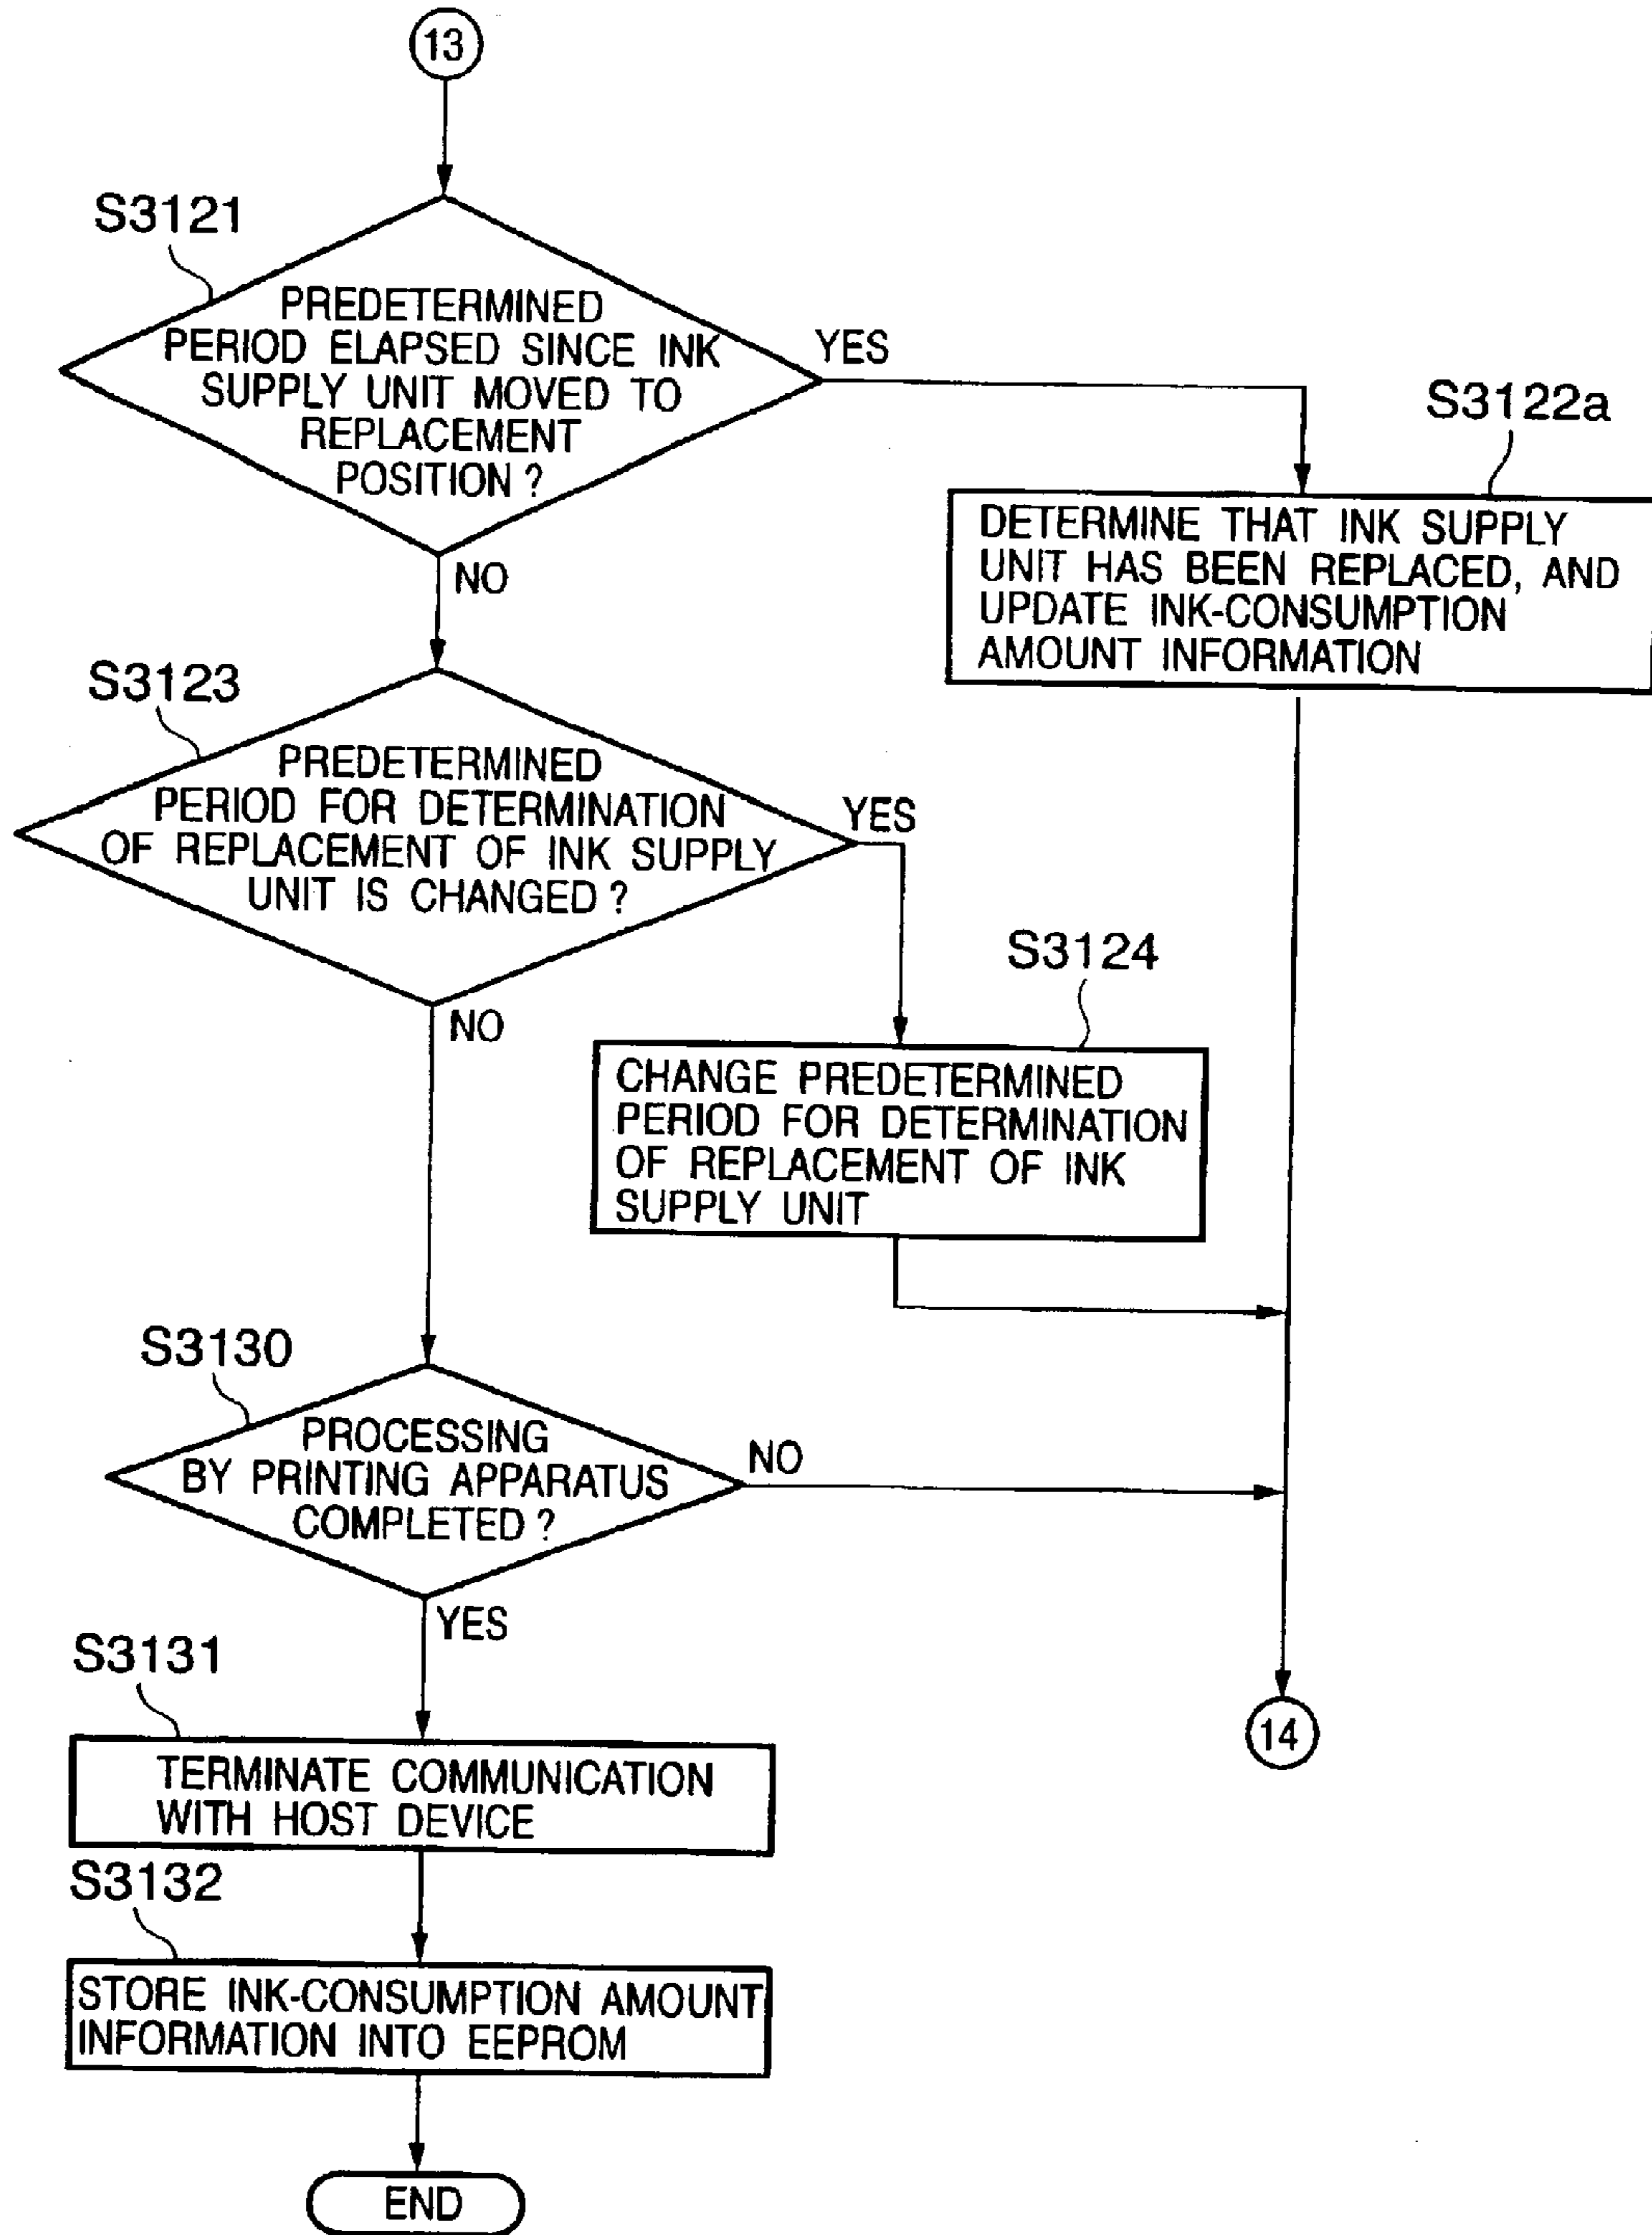 13
S3121
PREDETERMINED
PERIOD ELAPSED SINCE INK
SUPPLY UNIT MOVED TO
REPLACEMENT
POSITION ?
YES
NO
S3122a
DETERMINE THAT INK SUPPLY
UNIT HAS BEEN REPLACED, AND
UPDATE INK-CONSUMPTION
AMOUNT INFORMATION
S3123
PREDETERMINED
PERIOD FOR DETERMINATION
OF REPLACEMENT OF INK SUPPLY
UNIT IS CHANGED ?
YES
NO
S3124
CHANGE PREDETERMINED
PERIOD FOR DETERMINATION
OF REPLACEMENT OF INK
SUPPLY UNIT
S3130
PROCESSING
BY PRINTING APPARATUS
COMPLETED ?
NO
YES
14
S3131
TERMINATE COMMUNICATION
WITH HOST DEVICE
S3132
STORE INK-CONSUMPTION AMOUNT
INFORMATION INTO EEPROM
END